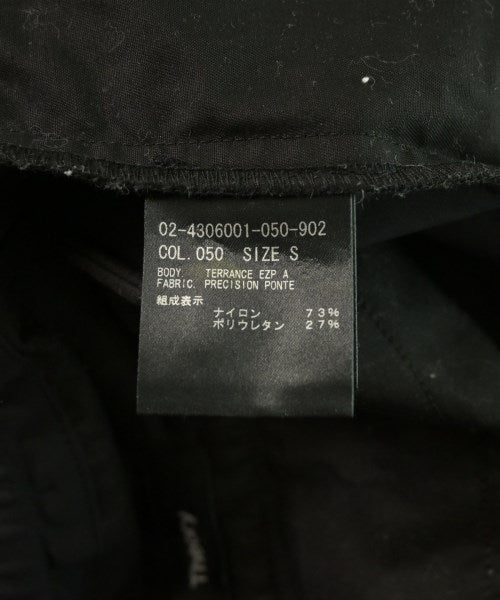 02-4306001-050-902
COL. 050 SIZE S
BODY. TERRANCE EZP A
FABRIC. PRECISION PONTE
組成表示
ナイロン 73%
ポリウレタン 27%